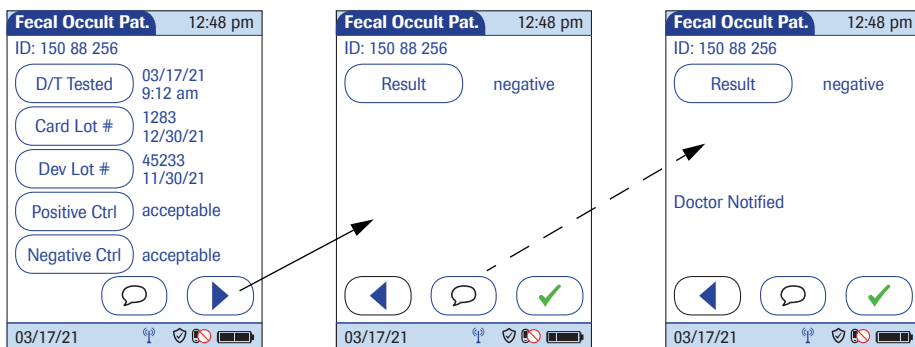 Fecal Occult Pat. 12:48 pm
ID: 150 88 256
D/T Tested 03/17/21
9:12 am
Card Lot # 1283
12/30/21
Dev Lot # 45233
11/30/21
Positive Ctrl acceptable
Negative Ctrl acceptable
03/17/21
Fecal Occult Pat. 12:48 pm
ID: 150 88 256
Result negative
03/17/21
Fecal Occult Pat. 12:48 pm
ID: 150 88 256
Result negative
Doctor Notified
03/17/21